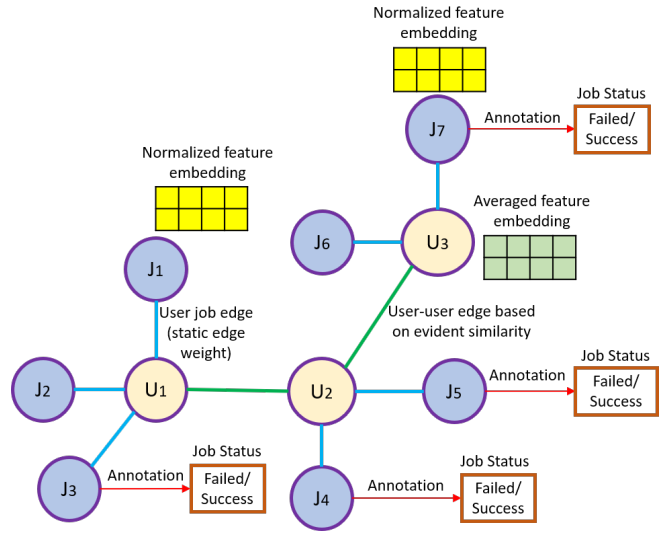 Normalized feature
embedding
Job Status
J7
Annotation
Failed/
Success
Normalized feature
embedding
Averaged feature
embedding
J6
U3
J1
User job edge
(static edge
weight)
User-user edge based
on evident similarity
Job Status
J2
U1
U2
J5
Annotation
Failed/
Success
Job Status
J3
Annotation
Failed/
Success
Job Status
J4
Annotation
Failed/
Success